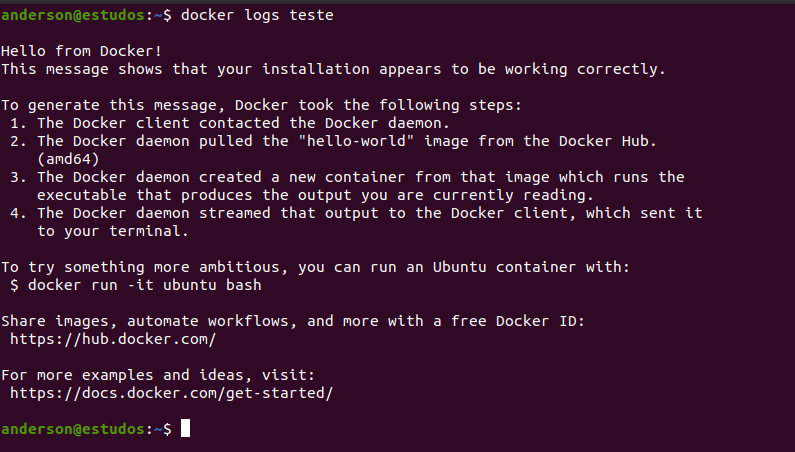 anderson@estudos:~$ docker logs teste
Hello from Docker!
This message shows that your installation appears to be working correctly.
To generate this message, Docker took the following steps:
1. The Docker client contacted the Docker daemon.
2. The Docker daemon pulled the "hello-world" image from the Docker Hub.
(amd64)
3. The Docker daemon created a new container from that image which runs the
executable that produces the output you are currently reading.
4. The Docker daemon streamed that output to the Docker client, which sent it
to your terminal.
To try something more ambitious, you can run an Ubuntu container with:
$ docker run -it ubuntu bash
Share images, automate workflows, and more with a free Docker ID:
https://hub.docker.com/
For more examples and ideas, visit:
https://docs.docker.com/get-started/
anderson@estudos:~$